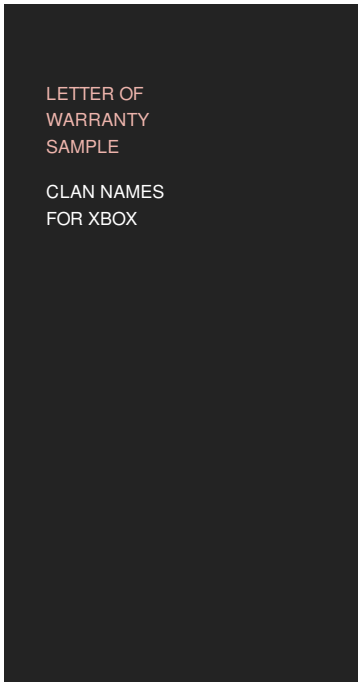 LETTER OF
WARRANTY
SAMPLE
CLAN NAMES
FOR XBOX